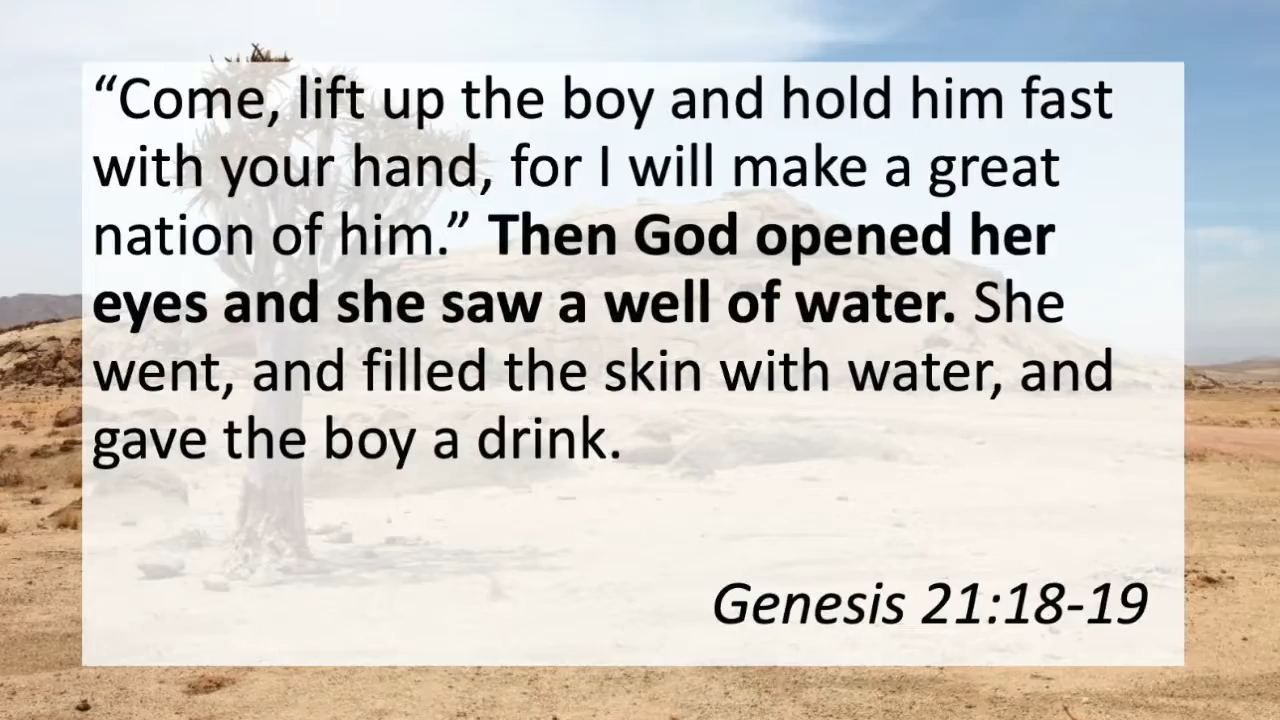 “Come, lift up the boy and hold him fast
with your hand, for I will make a great
nation of him.” Then God opened her
eyes and she saw a well of water. She
went, and filled the skin with water, and
gave the boy a drink.
Genesis 21:18-19